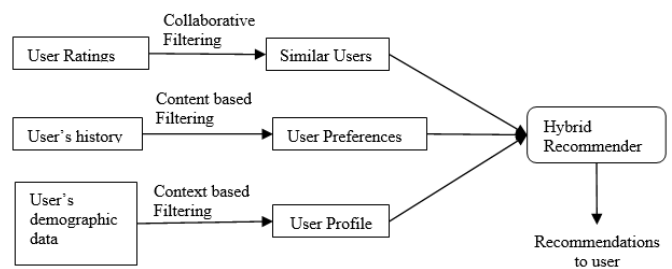 Collaborative
Filtering
User Ratings
Similar Users
Content based
Filtering
User's history
User Preferences
Hybrid
Recommender
User's
demographic
data
Context based
Filtering
User Profile
Recommendations
to user